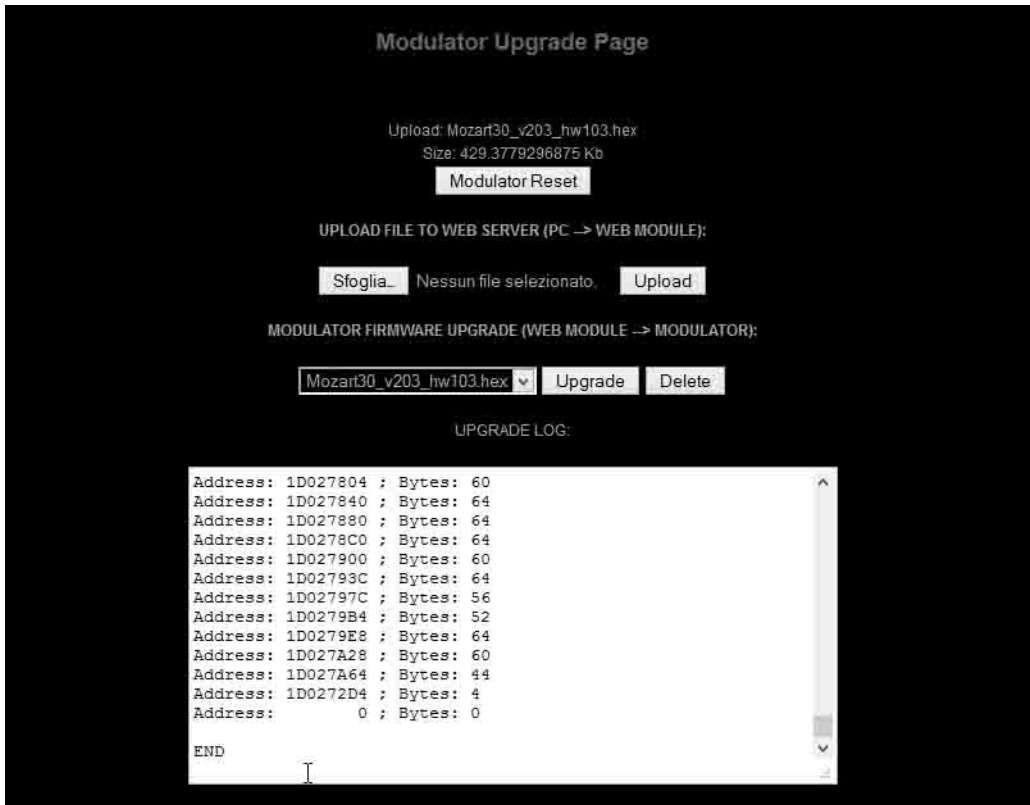 Modulator Upgrade Page
Upload: Mozart30_v203_hw103.hex
Size: 429.3779296875 Kb
Modulator Reset
UPLOAD FILE TO WEB SERVER (PC --> WEB MODULE):
Sfoglia_ Nessun file selezionato. Upload
MODULATOR FIRMWARE UPGRADE (WEB MODULE --> MODULATOR):
Mozart30_v203_hw103.hex Upgrade Delete
UPGRADE LOG:
Address: 1D027804 ; Bytes: 60
Address: 1D027840 ; Bytes: 64
Address: 1D027880 ; Bytes: 64
Address: 1D0278C0 ; Bytes: 64
Address: 1D027900 ; Bytes: 60
Address: 1D02793C ; Bytes: 64
Address: 1D02797C ; Bytes: 56
Address: 1D0279B4 ; Bytes: 52
Address: 1D0279E8 ; Bytes: 64
Address: 1D027A28 ; Bytes: 60
Address: 1D027A64 ; Bytes: 44
Address: 1D0272D4 ; Bytes: 4
Address: 0 ; Bytes: 0
END